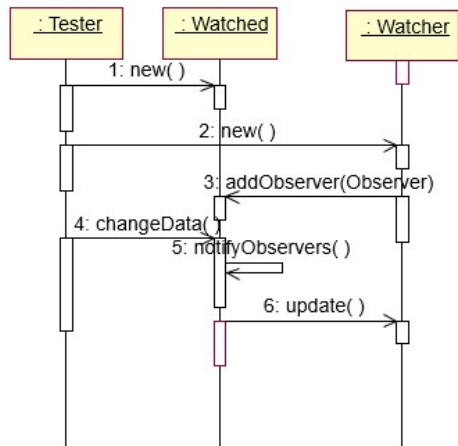 : Tester
: Watched
: Watcher
1: new( )
2: new( )
3: addObserver(Observer)
4: changeData( )
5: notifyObservers( )
6: update( )